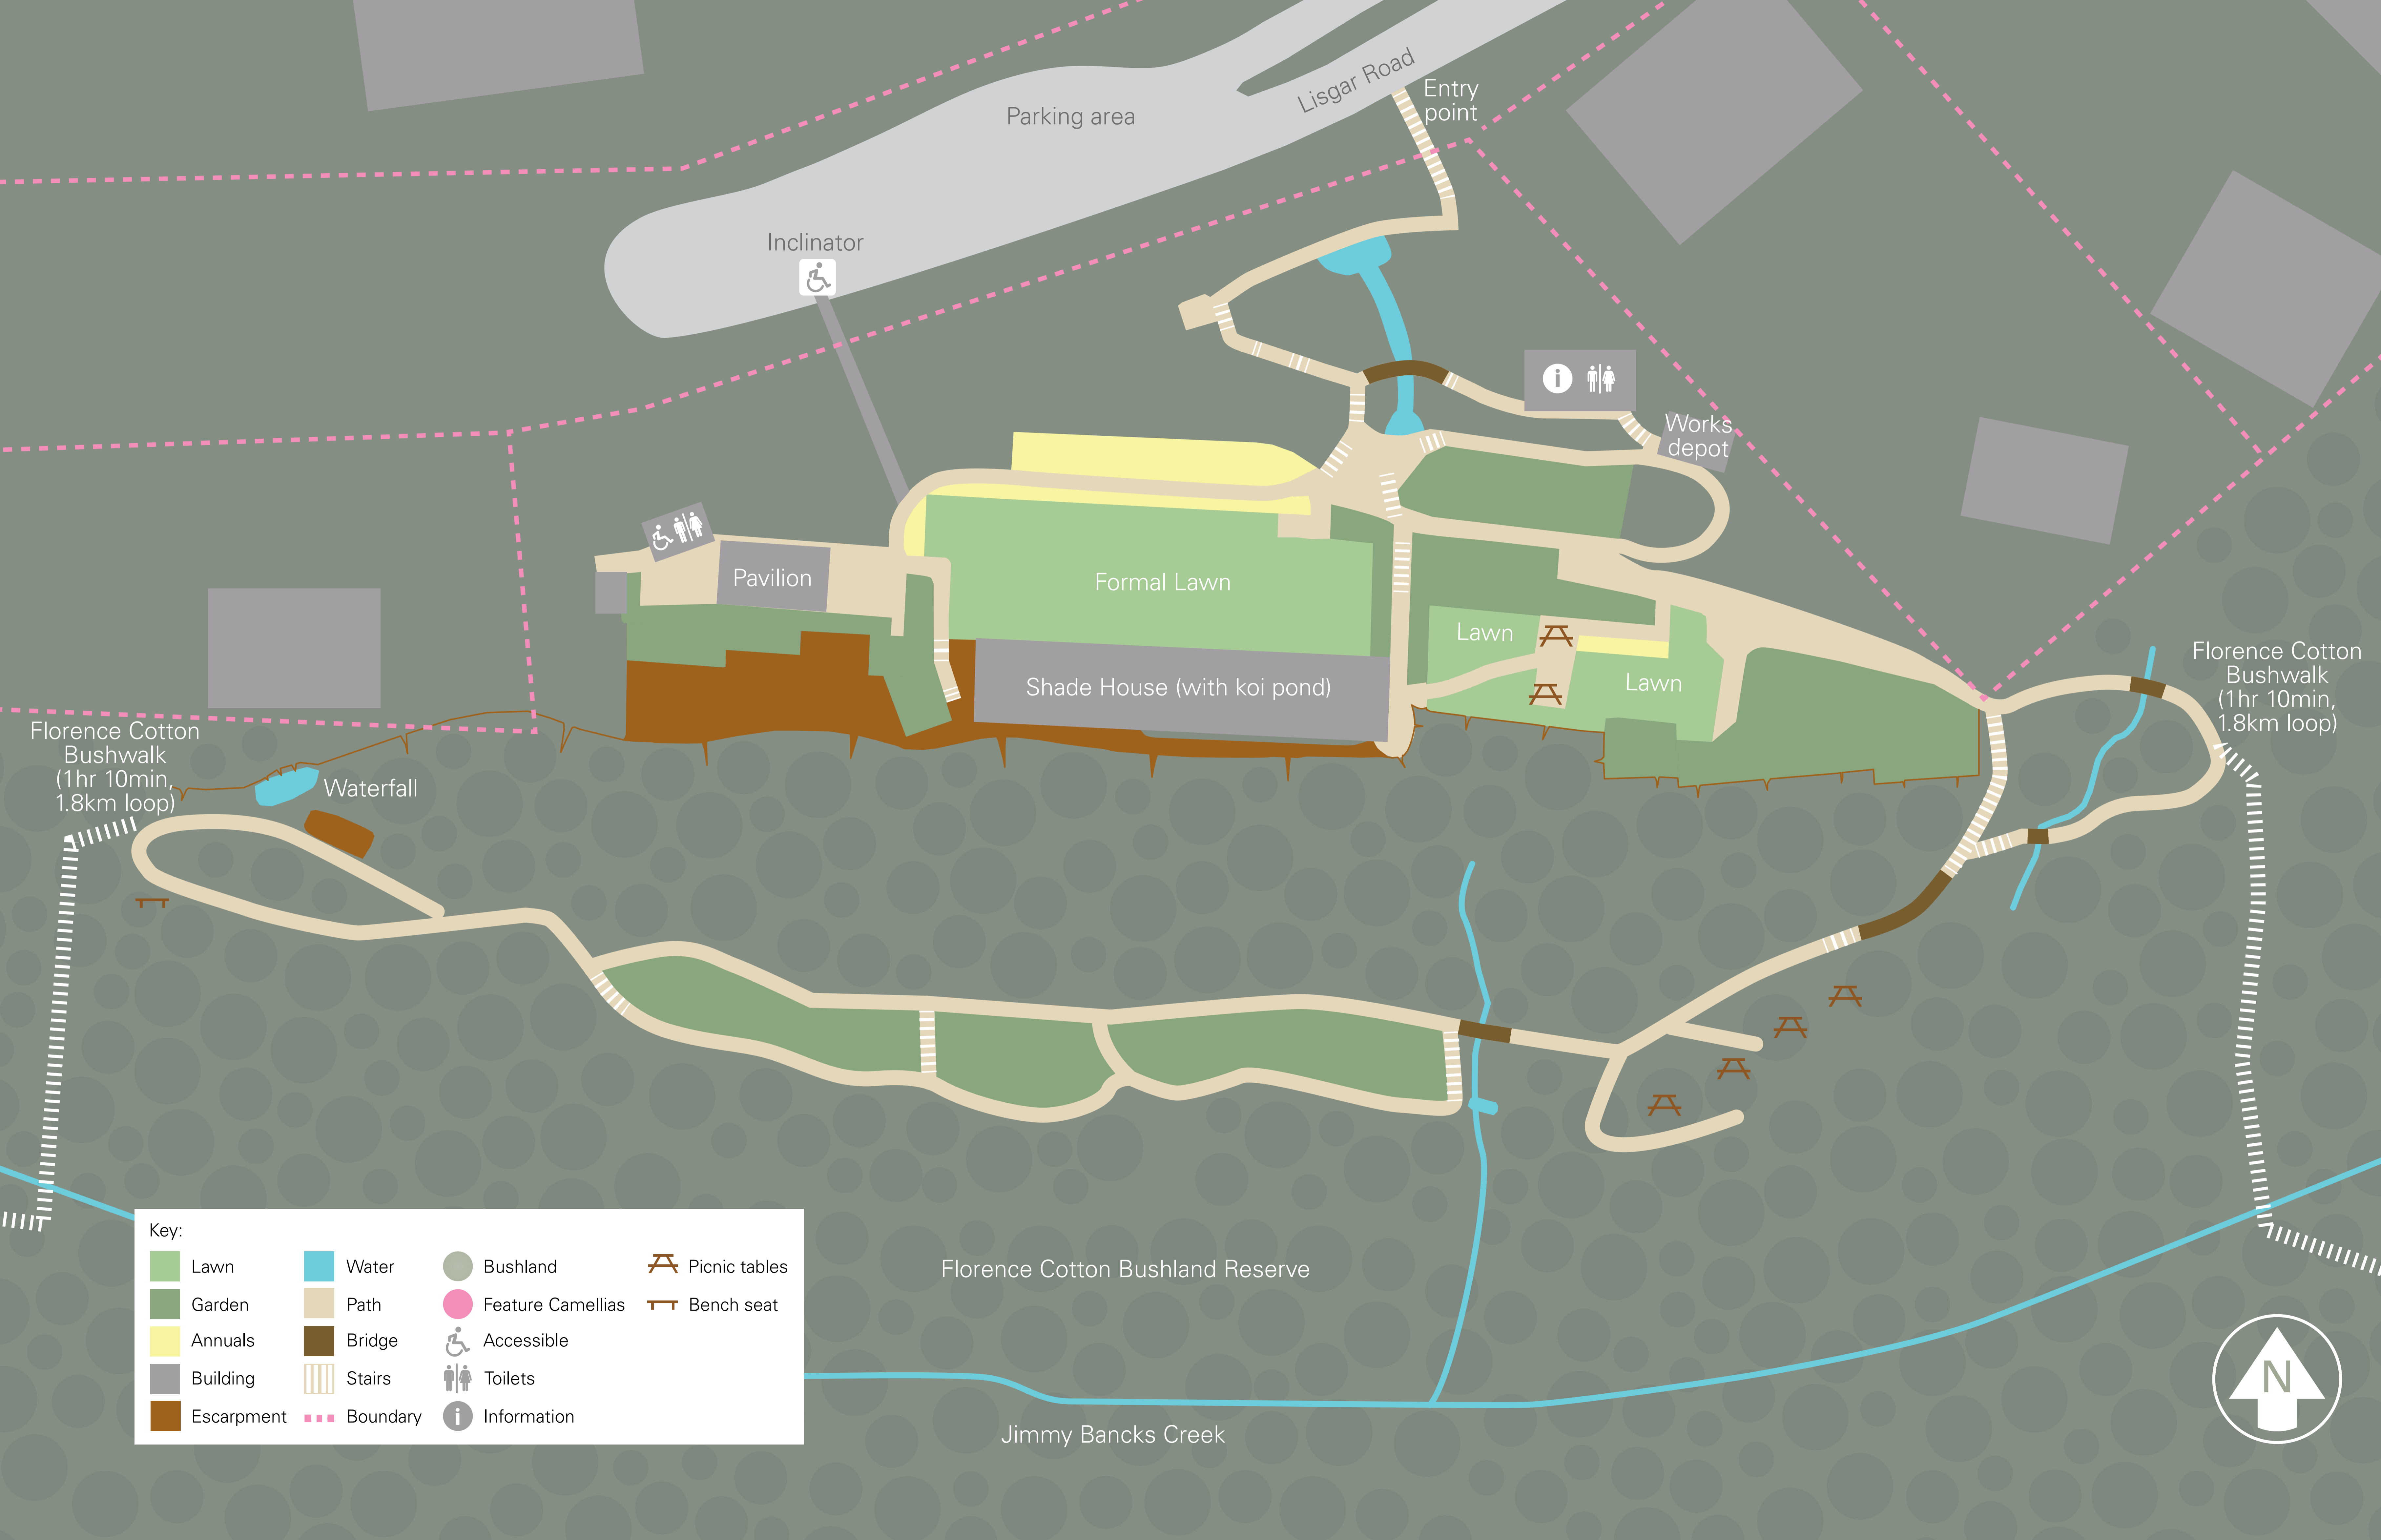 Lisgar Road
Entry
point
Parking area
Inclinator
i
Works
depot
Pavilion
Formal Lawn
Lawn
Lawn
Shade House (with koi pond)
Florence Cotton
Bushwalk
(1hr 10min,
1.8km loop)
Florence Cotton
Bushwalk
(1hr 10min,
1.8km loop)
Waterfall
Key:
Lawn
Water
Bushland
Picnic tables
Garden
Path
Feature Camellias
Bench seat
Annuals
Bridge
Accessible
Building
Stairs
Toilets
Escarpment
Boundary
i
Information
Florence Cotton Bushland Reserve
Jimmy Bancks Creek
N